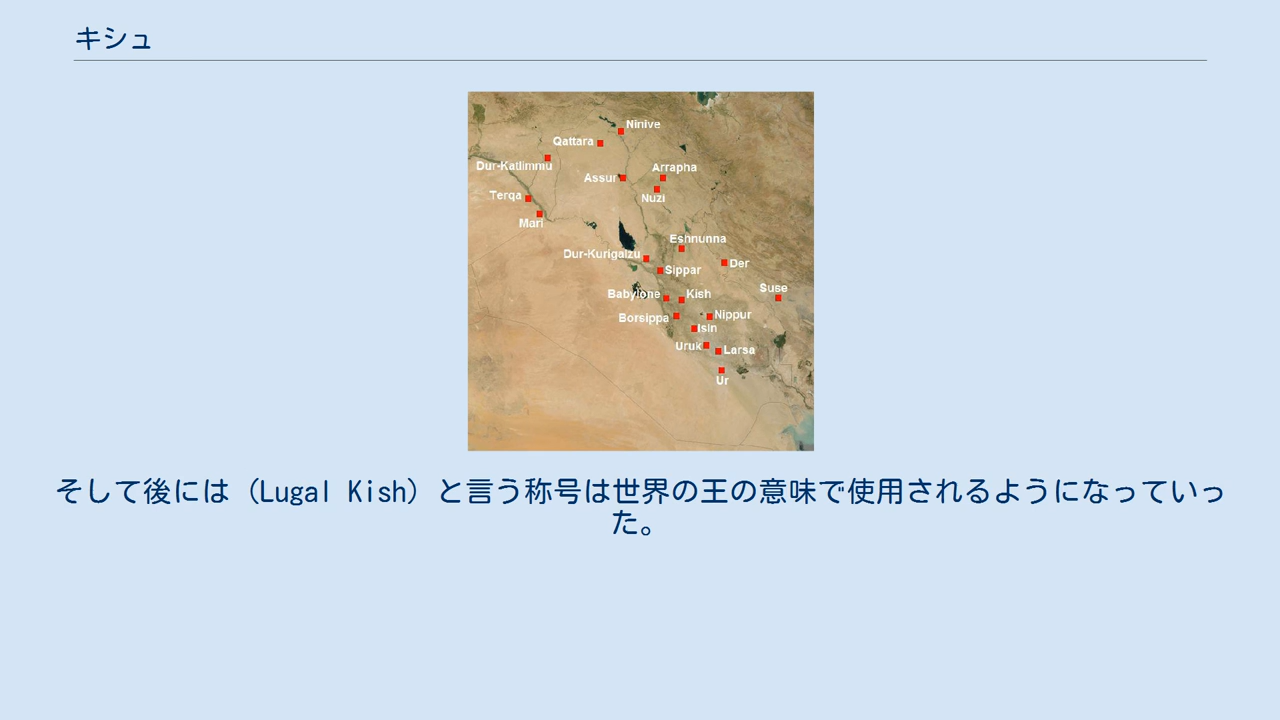 キシュ
Ninive
Qattara
Dur-Katlimmu
Arrapha
Assur
Terqa
Nuzi
Mari
Eshnunna
Dur-Kurigalzu
Der
Sippar
Suse
Babylone
Kish
Borsippa
Nippur
Isin
Uruk
Larsa
Ur
そして後には（Lugal Kish）と言う称号は世界の王の意味で使用されるようになっていっ
た。